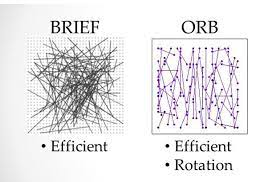 BRIEF
• Efficient
ORB
• Efficient
• Rotation